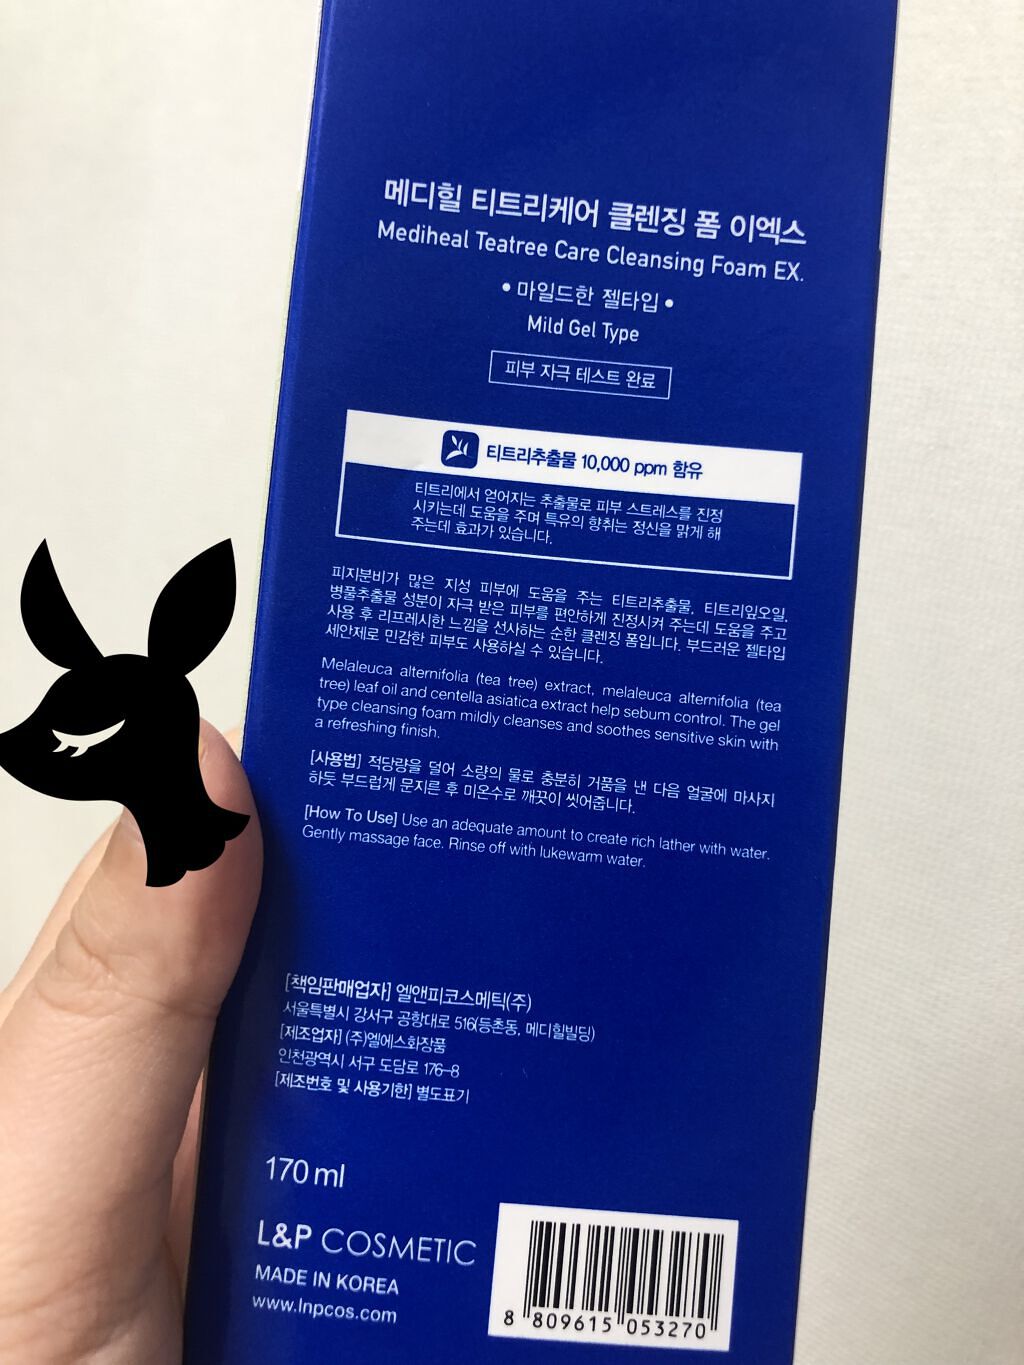 메디힐 티트리케어 클렌징 폼 이엑스
Mediheal Teatree Care Cleansing Foam EX.
• 마일드한 젤타입 •
Mild Gel Type
피부 자극 테스트 완료
티트리추출물 10,000 ppm 함유
티트리에서 얻어지는 추출물로 피부 스트레스를 진정
시키는데 도움을 주며 특유의 향취는 정신을 맑게 해
주는데 효과가 있습니다.
피지분비가 많은 지성 피부에 도움을 주는 티트리추출물, 티트리잎오일,
병풀추출물 성분이 자극 받은 피부를 편안하게 진정시켜 주는데 도움을 주고
사용 후 리프레시한 느낌을 선사하는 순한 클렌징 폼입니다. 부드러운 젤타입
세안제로 민감한 피부도 사용하실 수 있습니다.
Melaleuca alternifolia (tea tree) extract, melaleuca alternifolia (tea
tree) leaf oil and centella asiatica extract help sebum control. The gel
type cleansing foam mildly cleanses and soothes sensitive skin with
a refreshing finish.
[사용법] 적당량을 덜어 소량의 물로 충분히 거품을 낸 다음 얼굴에 마사지
하듯 부드럽게 문지른 후 미온수로 깨끗이 씻어줍니다.
[How To Use] Use an adequate amount to create rich lather with water.
Gently massage face. Rinse off with lukewarm water.
[책임판매업자] 엘앤피코스메틱(주)
서울특별시 강서구 공항대로 516(등촌동, 메디힐빌딩)
[제조업자] (주)엘에스화장품
인천광역시 서구 도담로 176-8
[제조번호 및 사용기한] 별도표기
170 ml
L&P COSMETIC
MADE IN KOREA
www.lnpcos.com
8 809615 053270